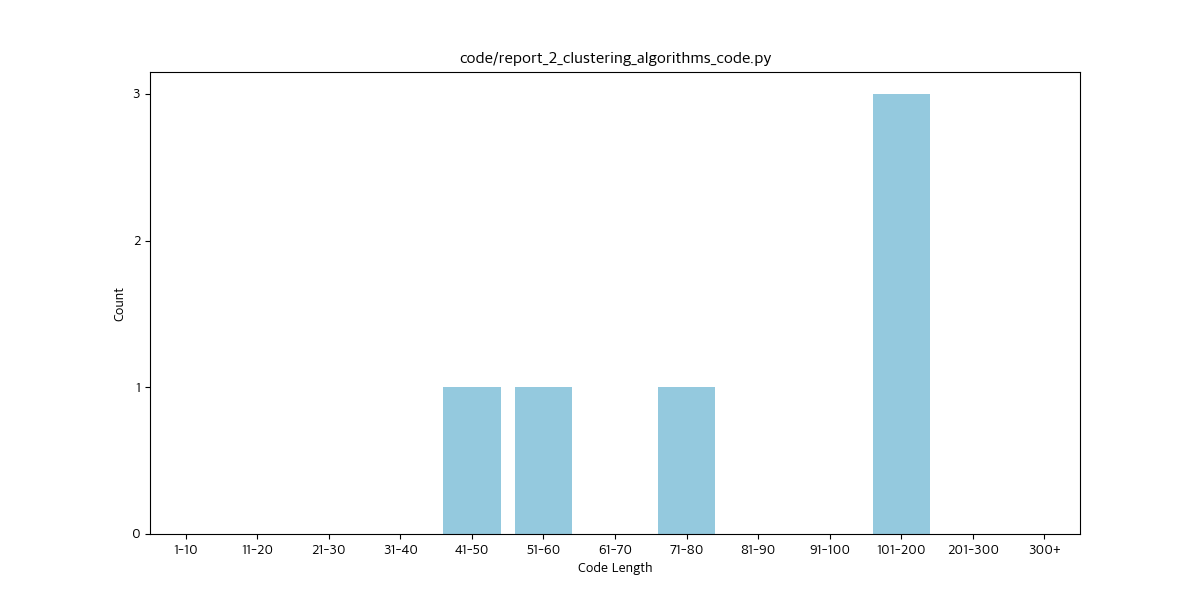 code/report_2_clustering_algorithms_code.py
3
2
1
0
Count
1-10 11-20 21-30 31-40 41-50 51-60 61-70 71-80 81-90 91-100 101-200 201-300 300+
Code Length